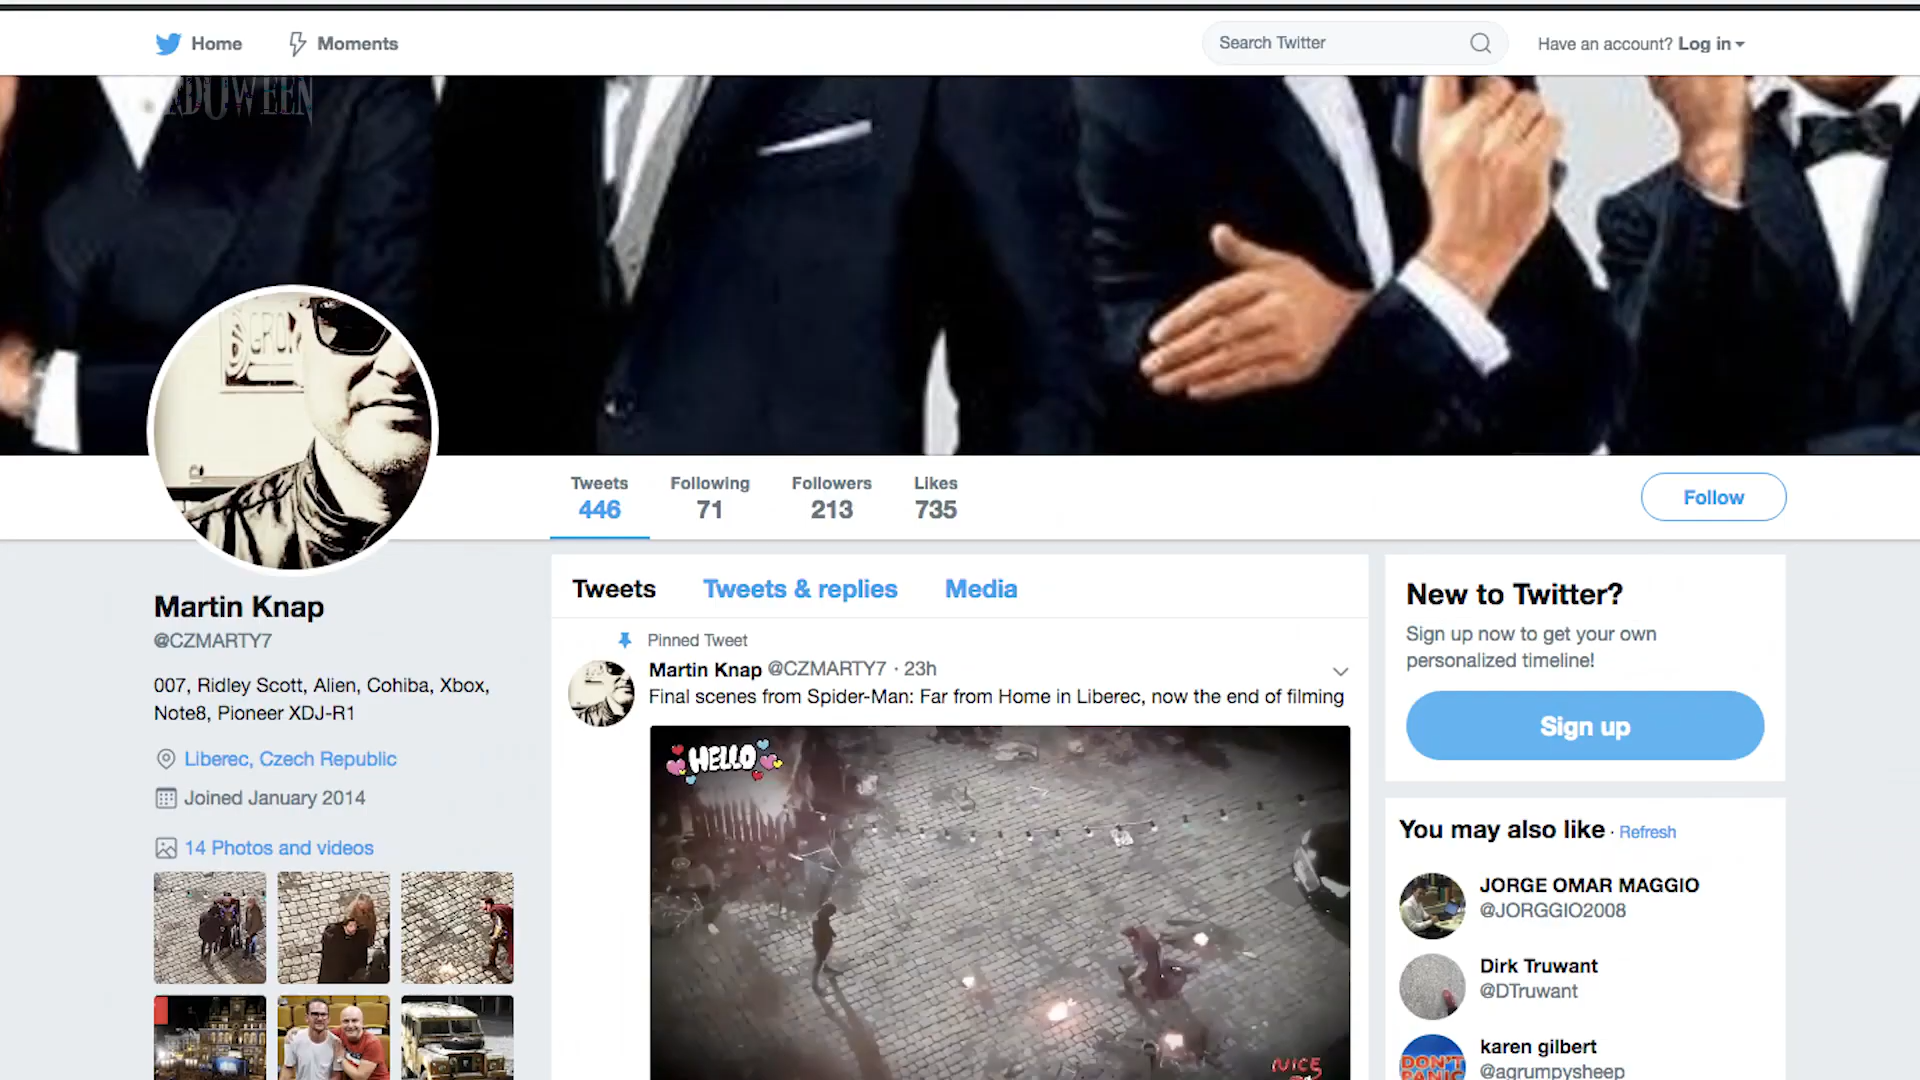 Home
Moments
Search Twitter
Have an account? Log in
Tweets
446
Following
71
Followers
213
Likes
735
Follow
Martin Knap
@CZMARTY7
007, Ridley Scott, Alien, Cohiba, Xbox,
Note8, Pioneer XDJ-R1
Liberec, Czech Republic
Joined January 2014
14 Photos and videos
Tweets
Tweets & replies
Media
Pinned Tweet
Martin Knap @CZMARTY7 · 23h
Final scenes from Spider-Man: Far from Home in Liberec, now the end of filming
HELLO
NICE
New to Twitter?
Sign up now to get your own
personalized timeline!
Sign up
You may also like · Refresh
JORGE OMAR MAGGIO
@JORGGIO2008
Dirk Truwant
@DTruwant
karen gilbert
@agrumpysheep
DON'T
PANIC